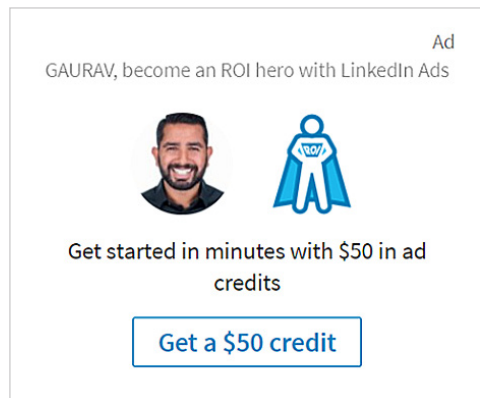 Ad
GAURAV, become an ROI hero with LinkedIn Ads
ROI
Get started in minutes with $50 in ad
credits
Get a $50 credit